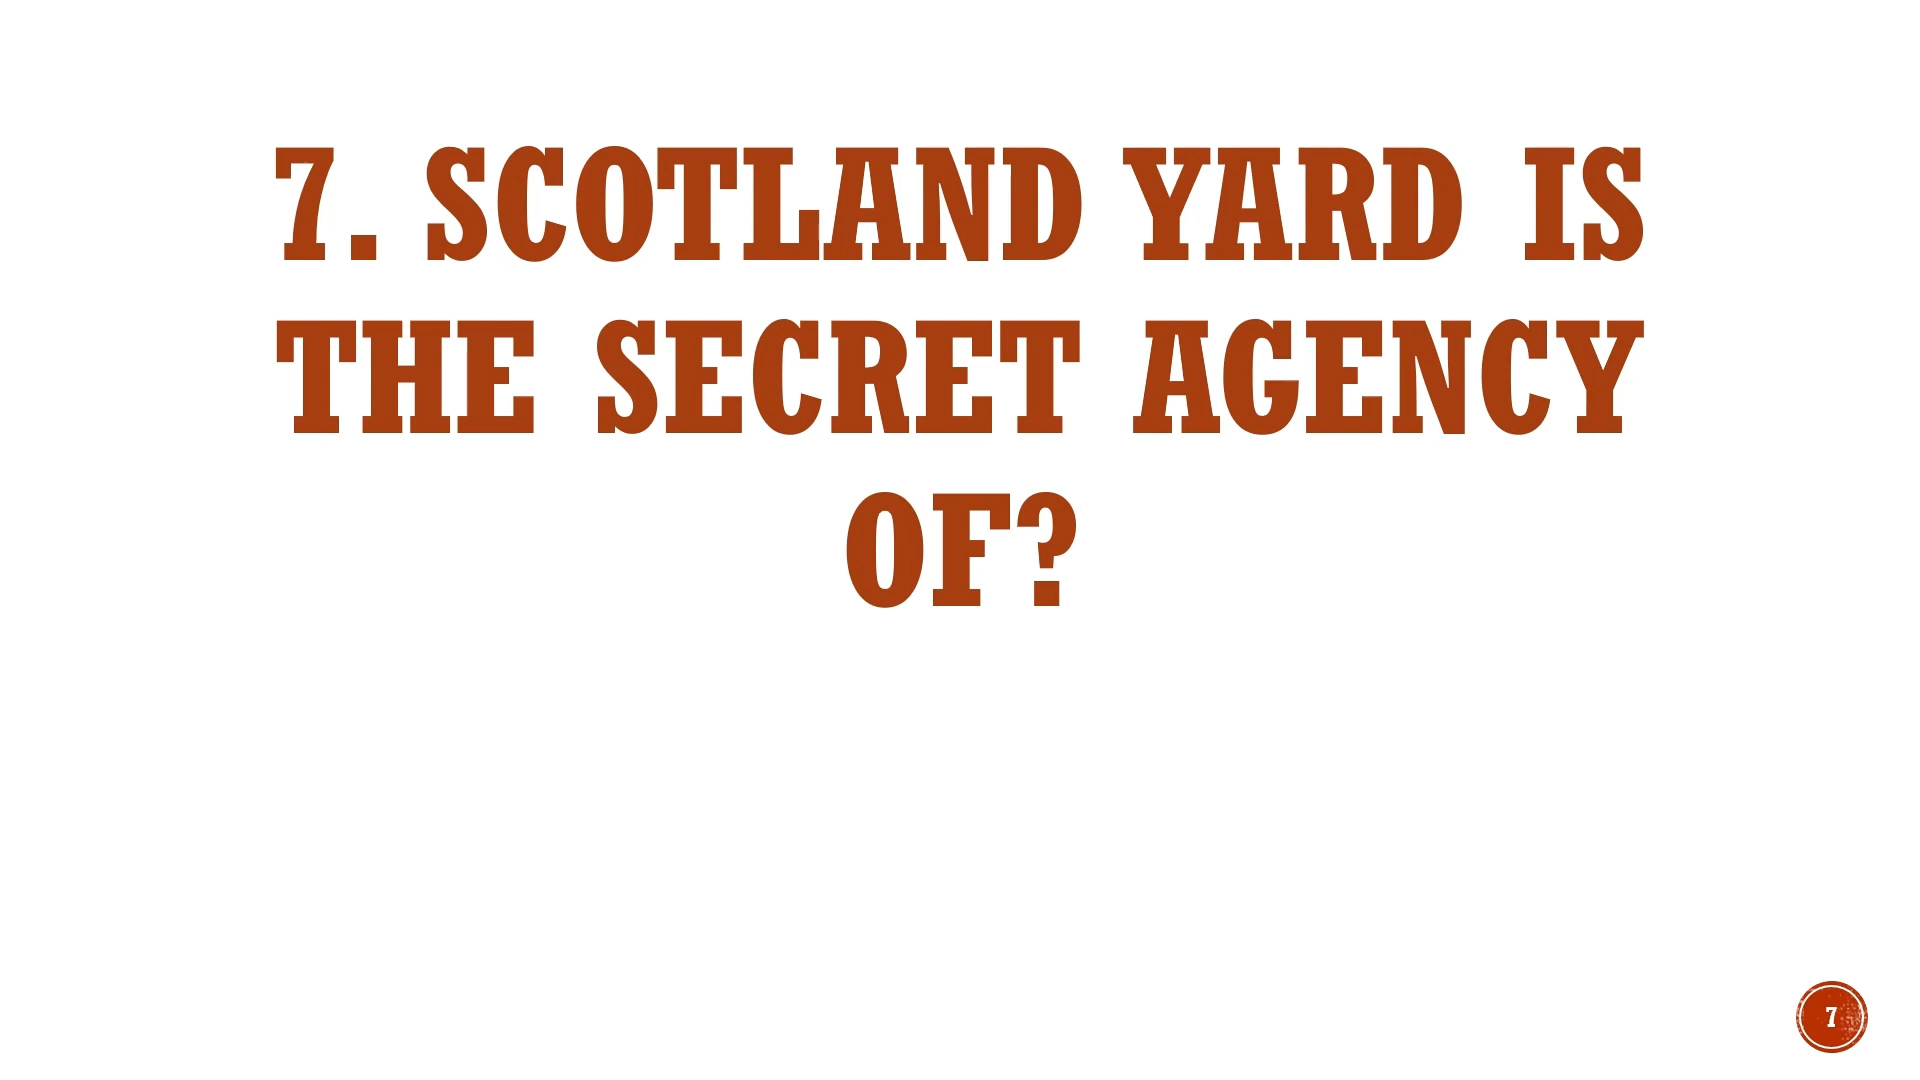 7. SCOTLAND YARD IS
THE SECRET AGENCY
OF?
7